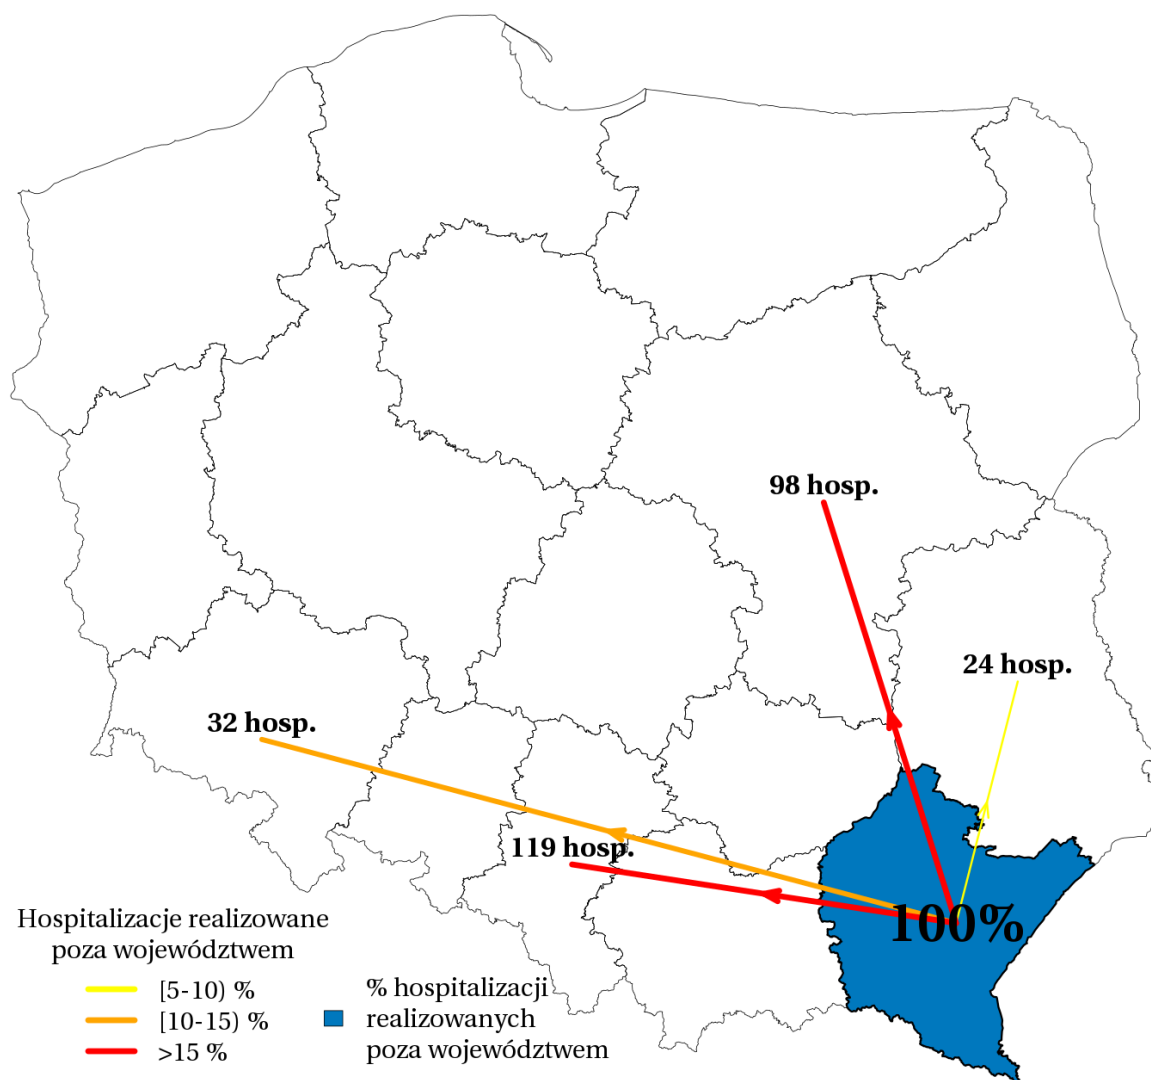 98 hosp.
24 hosp.
32 hosp.
119 hosp.
100%
Hospitalizacje realizowane
poza województwem
[5-10) %
[10-15) %
>15 %
% hospitalizacji
realizowanych
poza województwem